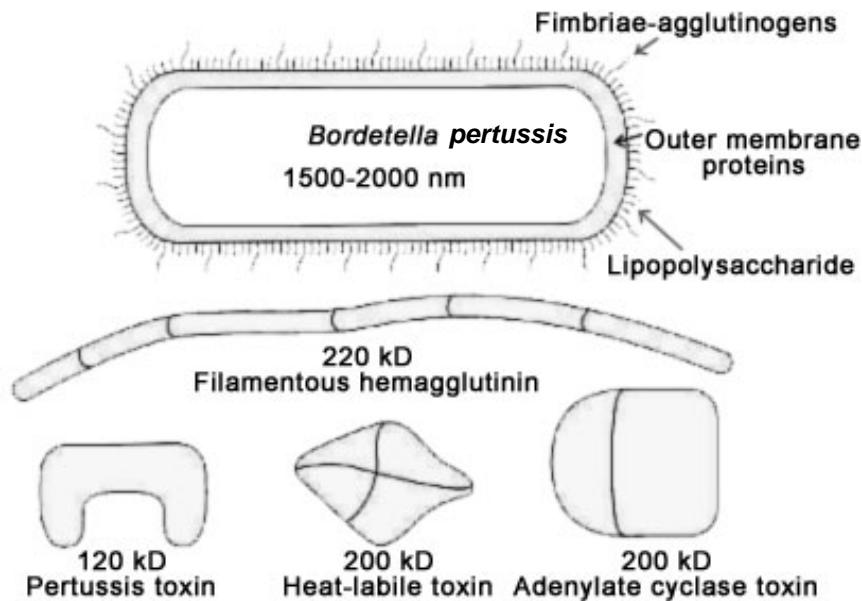 Fimbriae-agglutinogens
Bordetella pertussis
1500-2000 nm
Outer membrane
proteins
Lipopolysaccharide
220 kD
Filamentous hemagglutinin
120 kD
Pertussis toxin
200 kD
Heat-labile toxin
200 kD
Adenylate cyclase toxin